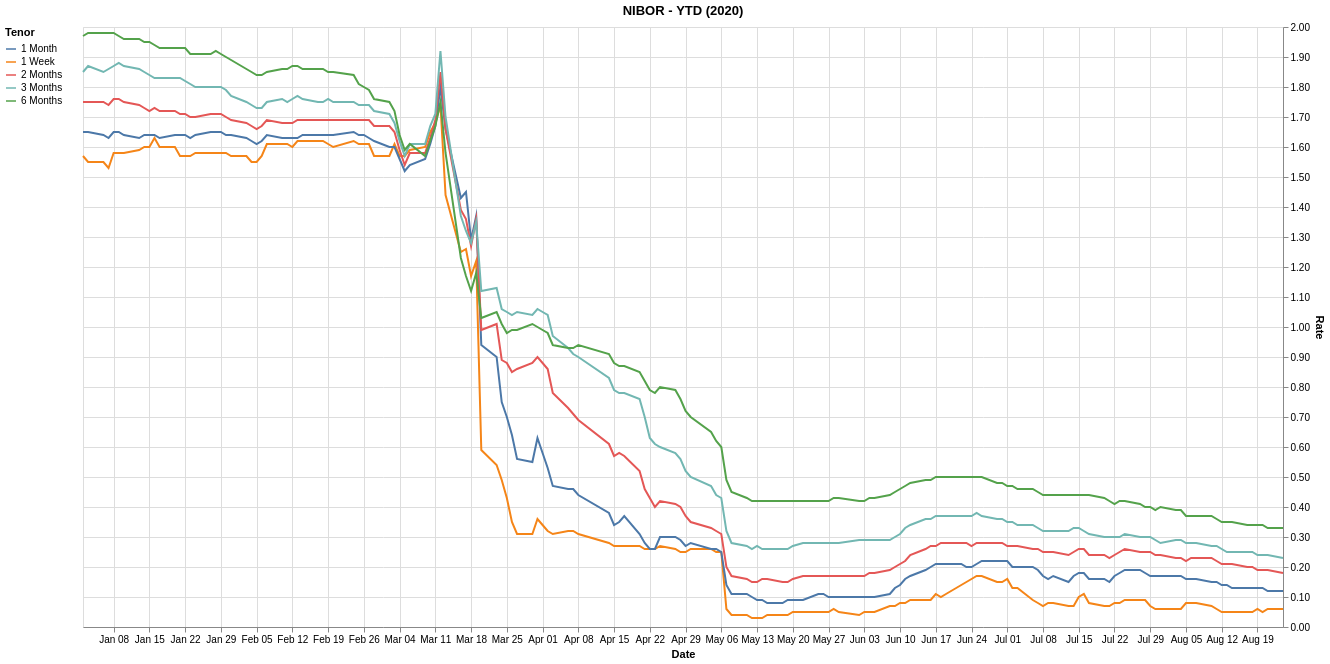 NIBOR - YTD (2020)
Tenor
1 Month
1 Week
2 Months
3 Months
6 Months
2.00
1.90
1.80
1.70
1.60
1.50
1.40
1.30
1.20
1.10
1.00
0.90
0.80
0.70
0.60
0.50
0.40
0.30
0.20
0.10
0.00
Rate
Jan 08 Jan 15 Jan 22 Jan 29 Feb 05 Feb 12 Feb 19 Feb 26 Mar 04 Mar 11 Mar 18 Mar 25 Apr 01 Apr 08 Apr 15 Apr 22 Apr 29 May 06 May 13 May 20 May 27 Jun 03 Jun 10 Jun 17 Jun 24 Jul 01 Jul 08 Jul 15 Jul 22 Jul 29 Aug 05 Aug 12 Aug 19
Date